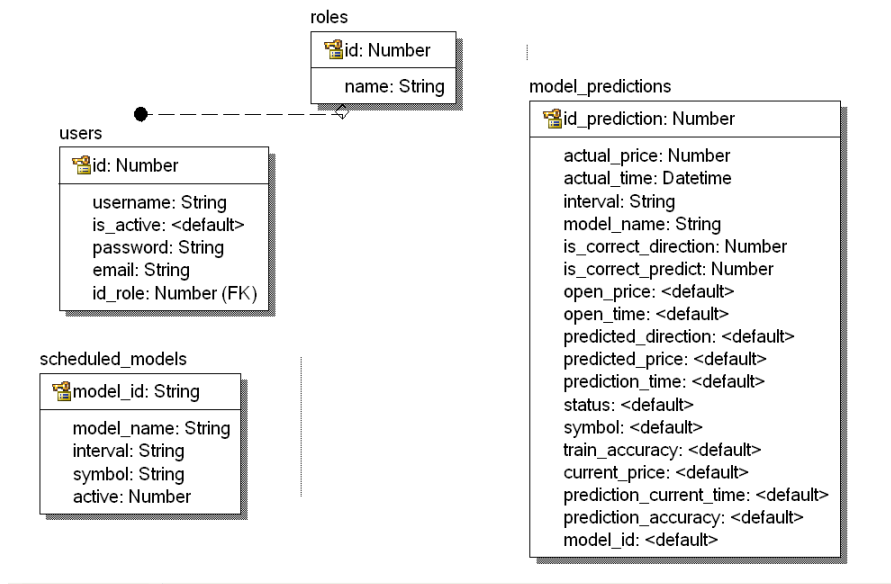 roles
id: Number
name: String
users
id: Number
username: String
is_active: <default>
password: String
email: String
id_role: Number (FK)
scheduled_models
model_id: String
model_name: String
interval: String
symbol: String
active: Number
model_predictions
id_prediction: Number
actual_price: Number
actual_time: Datetime
interval: String
model_name: String
is_correct_direction: Number
is_correct_predict: Number
open_price: <default>
open_time: <default>
predicted_direction: <default>
predicted_price: <default>
prediction_time: <default>
status: <default>
symbol: <default>
train_accuracy: <default>
current_price: <default>
prediction_current_time: <default>
prediction_accuracy: <default>
model_id: <default>